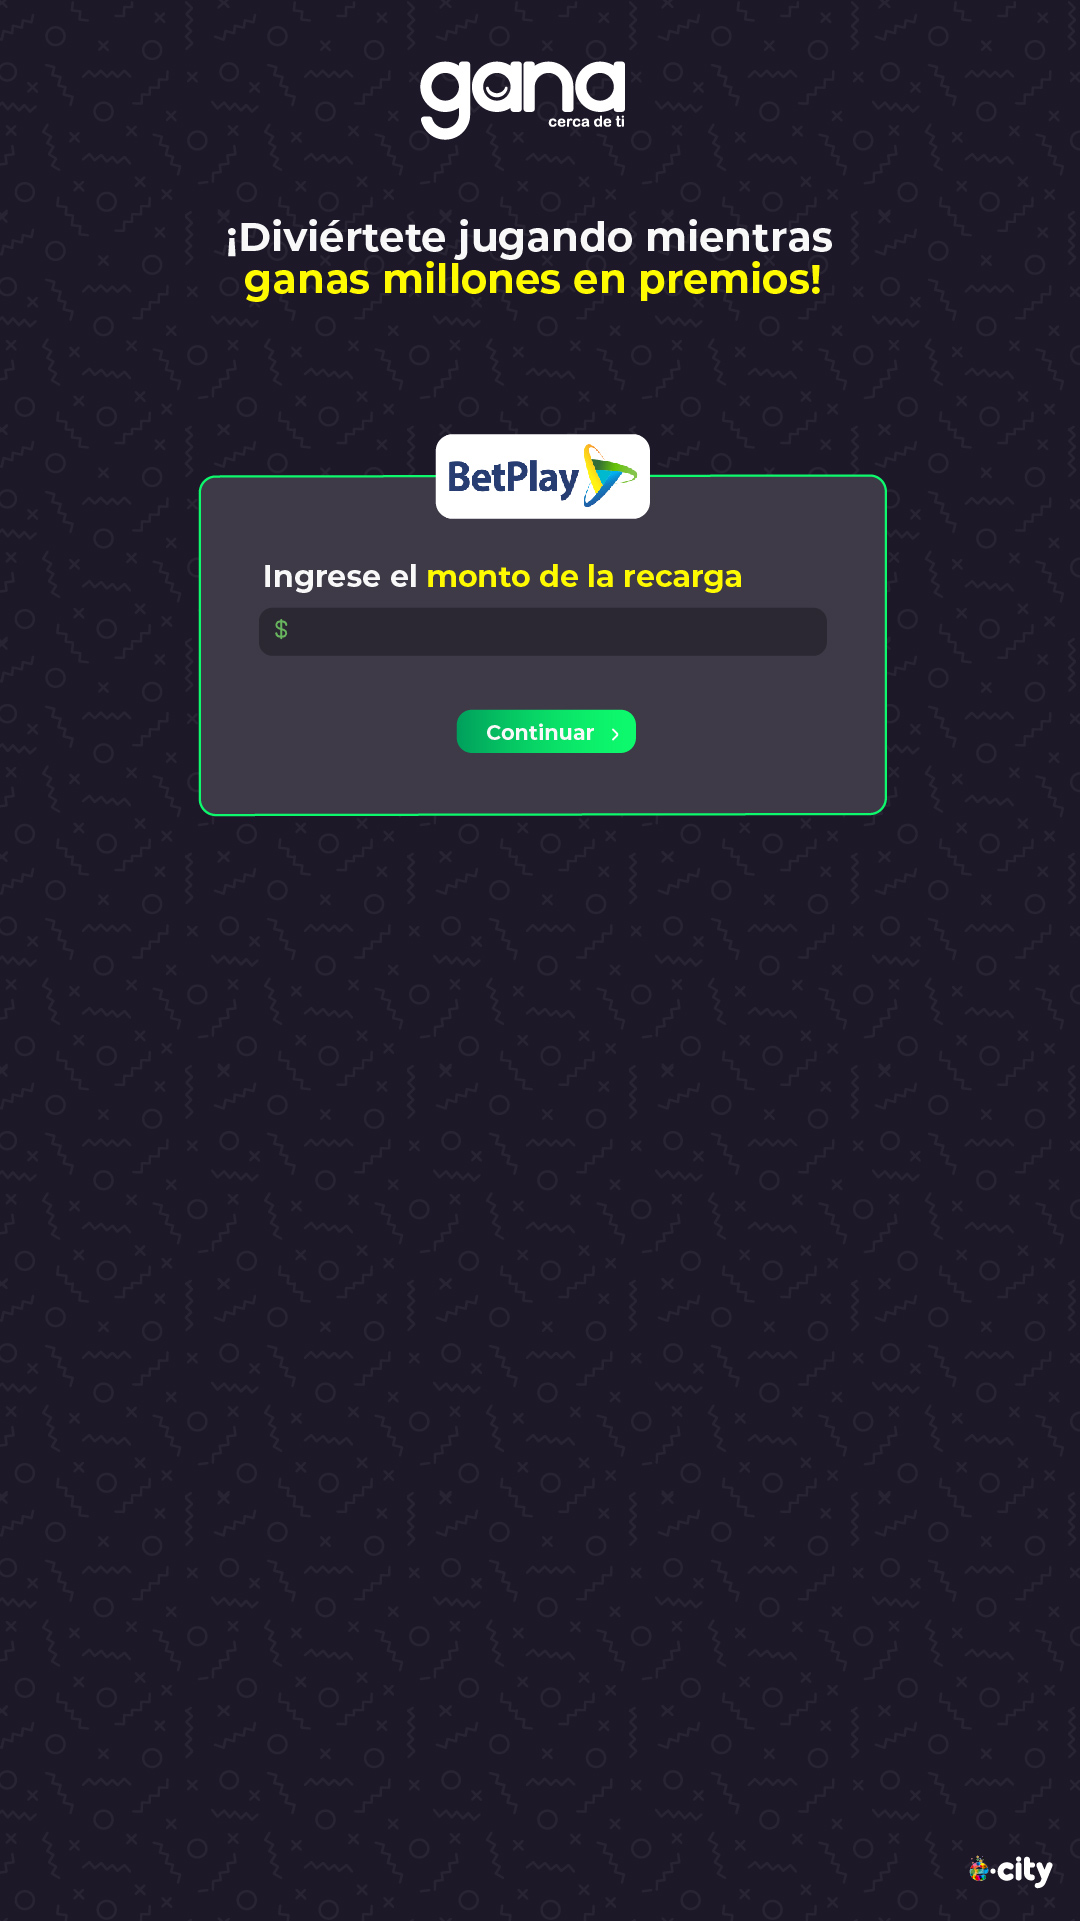 gana
cerca de ti
¡Diviértete jugando mientras
ganas millones en premios!
BetPlay
Ingrese el monto de la recarga
$
Continuar ›
city